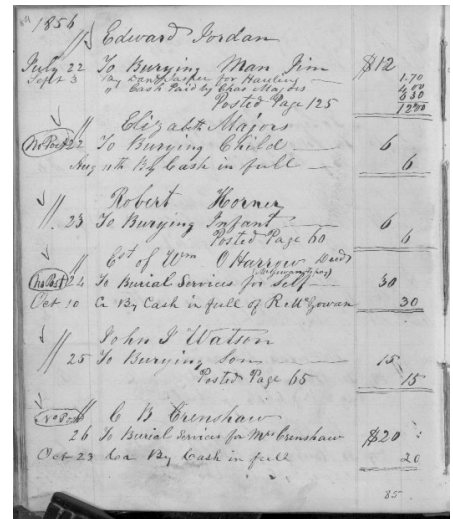 1856
Edward Jordan $12
July 22 To Burying Man Jim
Sept 3 By Jasper for Hauling 1.70
" Cash Paid by Chas Majors
Posted Page 125 1200
Elizabeth Majors
No Post 22 To Burying Child 6
Aug 11th By Cash in full 6
Robert Horner
" 23 To Burying Infant 6
Posted Page 60 6
Est of Wm O Harrow Decd
No Post 24 To Burial Services for Self 30
Oct 10 Cr By Cash in full of R McGowan 30
John J Watson
" 25 To Burying Son 15
Posted Page 65 15
C B Crenshaw
No Post 26 To Burial Services for Mrs Crenshaw $20
Oct 23 Cr By Cash in full 20
85